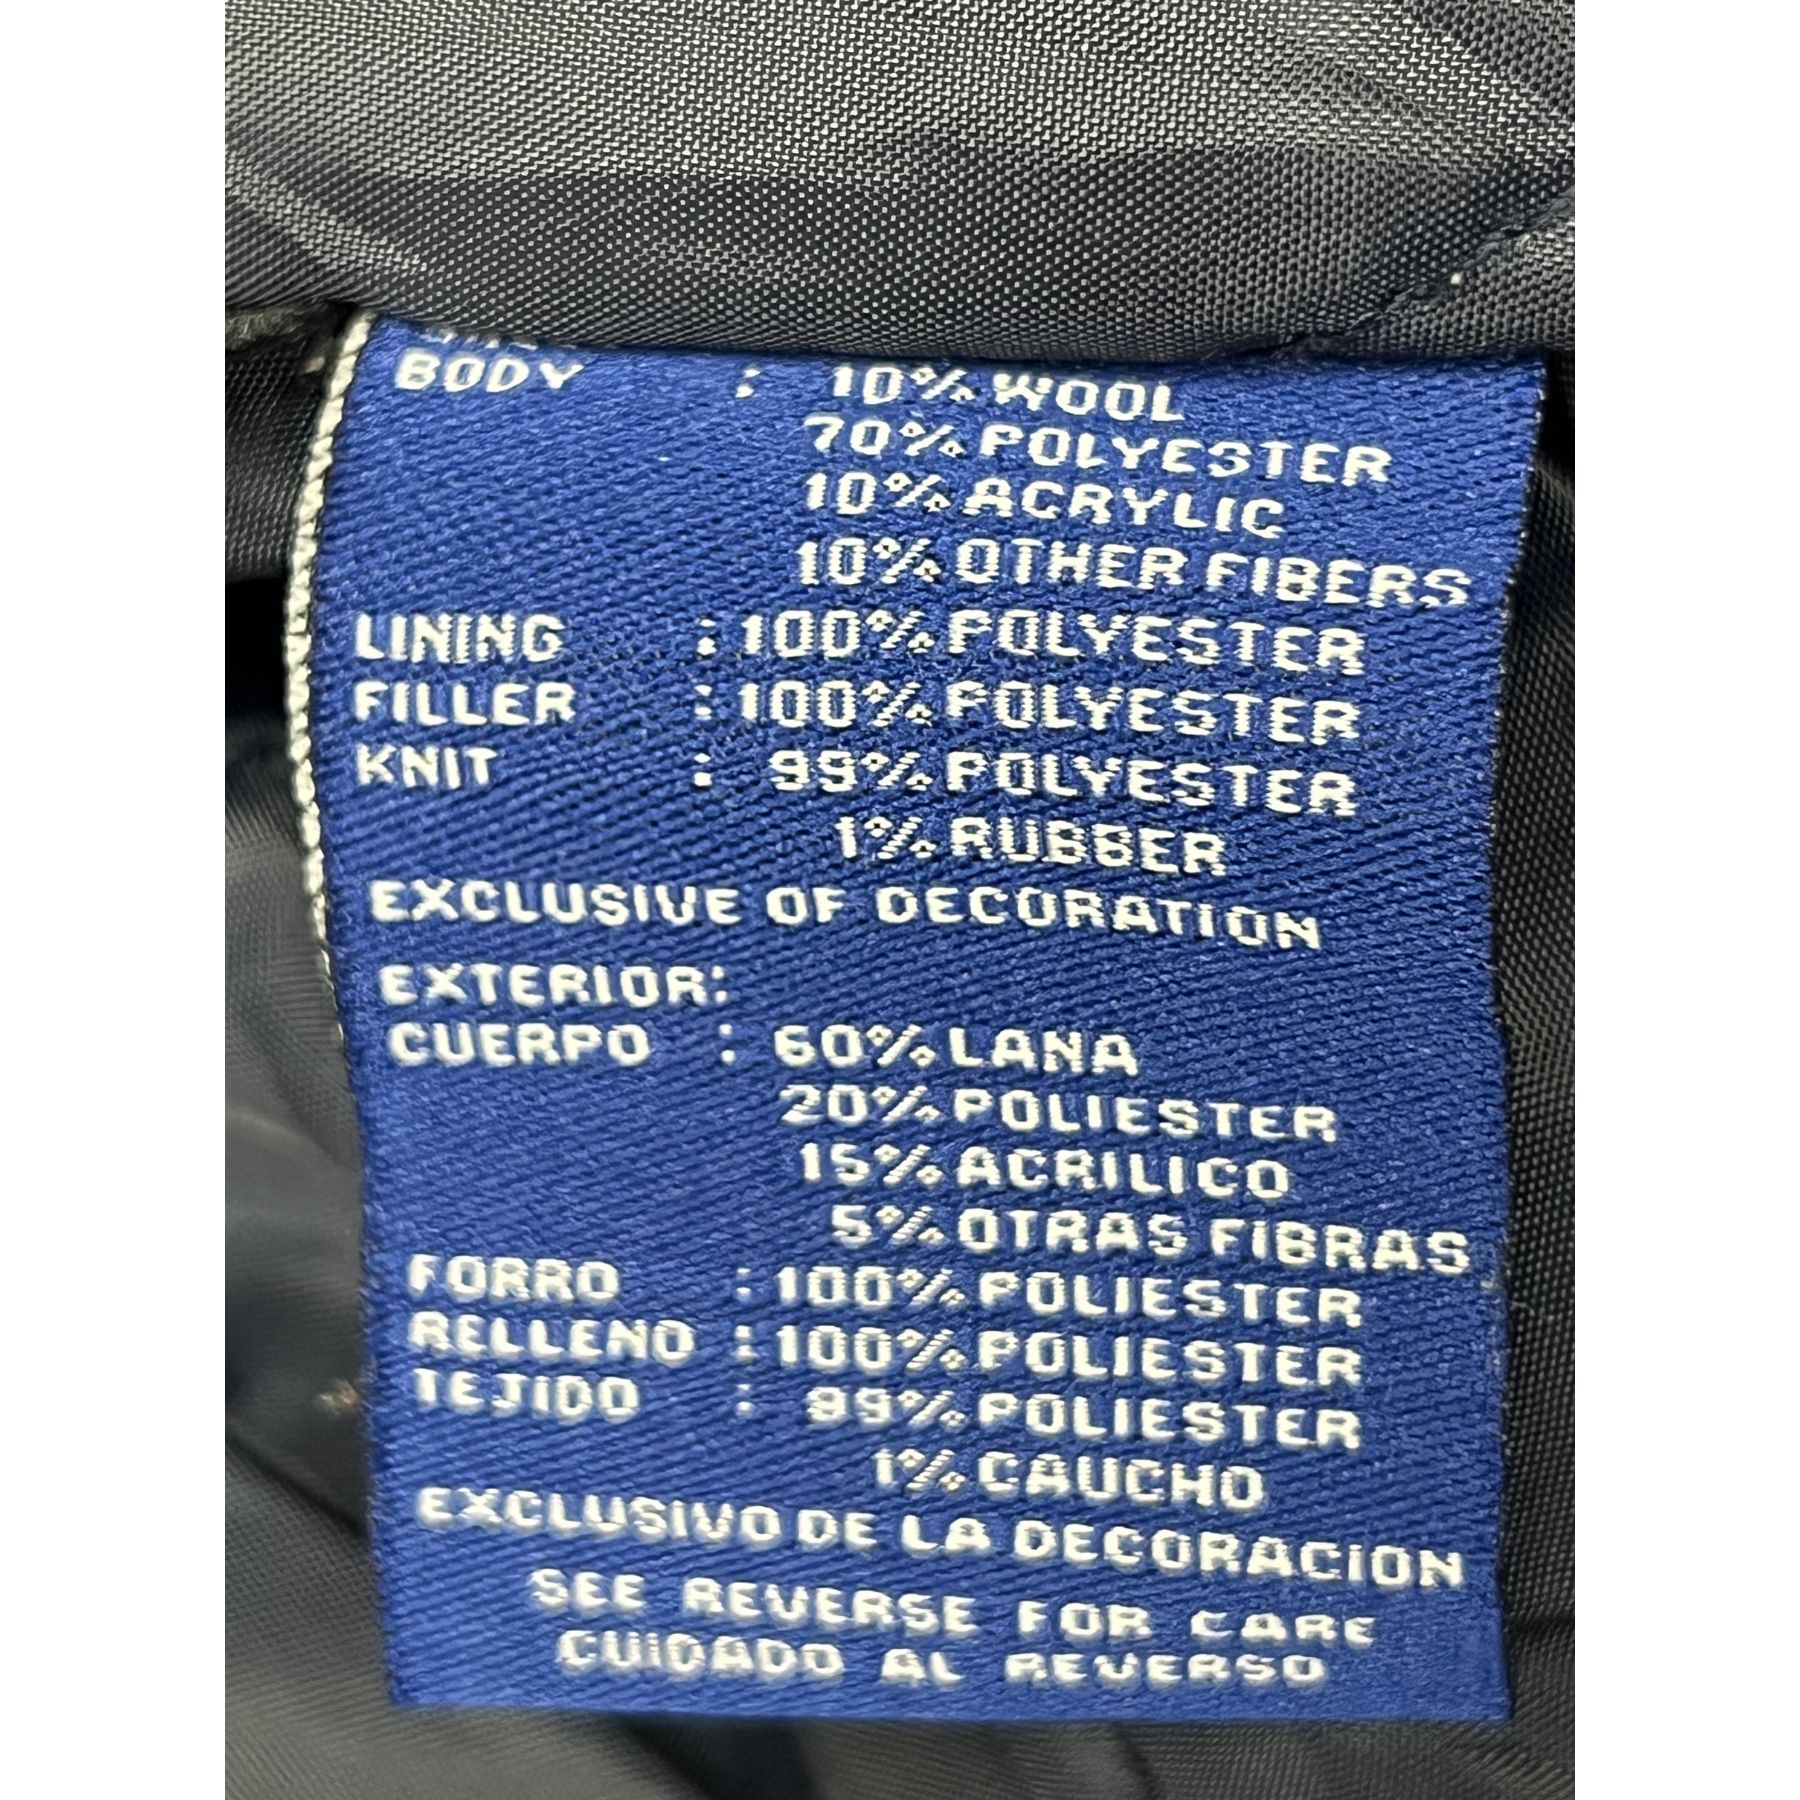 BODY : 10% WOOL
70% POLYESTER
10% ACRYLIC
10% OTHER FIBERS
LINING : 100% POLYESTER
FILLER : 100% POLYESTER
KNIT : 99% POLYESTER
1% RUBBER
EXCLUSIVE OF DECORATION
EXTERIOR:
CUERPO : 60% LANA
20% POLIESTER
15% ACRILICO
5% OTRAS FIBRAS
FORRO : 100% POLIESTER
RELLENO : 100% POLIESTER
TEJIDO : 99% POLIESTER
1% CAUCHO
EXCLUSIVO DE LA DECORACION
SEE REVERSE FOR CARE
CUIDADO AL REVERSO